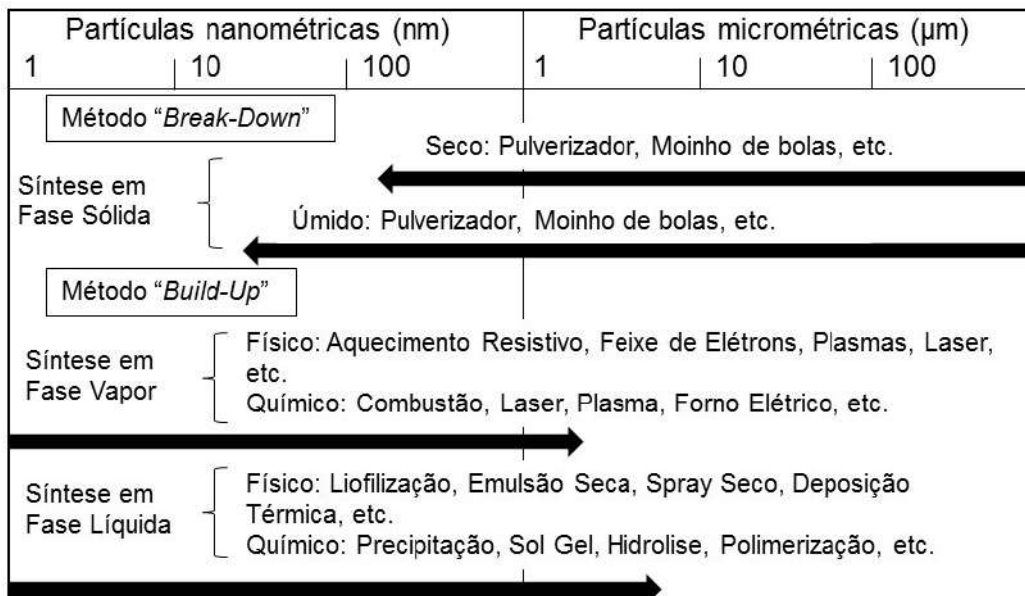 Partículas nanométricas (nm)
Partículas micrométricas (µm)
1
10
100
1
10
100
Método “Break-Down”
Seco: Pulverizador, Moinho de bolas, etc.
Síntese em
Fase Sólida
Úmido: Pulverizador, Moinho de bolas, etc.
Método “Build-Up”
Síntese em
Fase Vapor
Físico: Aquecimento Resistivo, Feixe de Elétrons, Plasmas, Laser,
etc.
Químico: Combustão, Laser, Plasma, Forno Elétrico, etc.
Síntese em
Fase Líquida
Físico: Liofilização, Emulsão Seca, Spray Seco, Deposição
Térmica, etc.
Químico: Precipitação, Sol Gel, Hidrolise, Polimerização, etc.